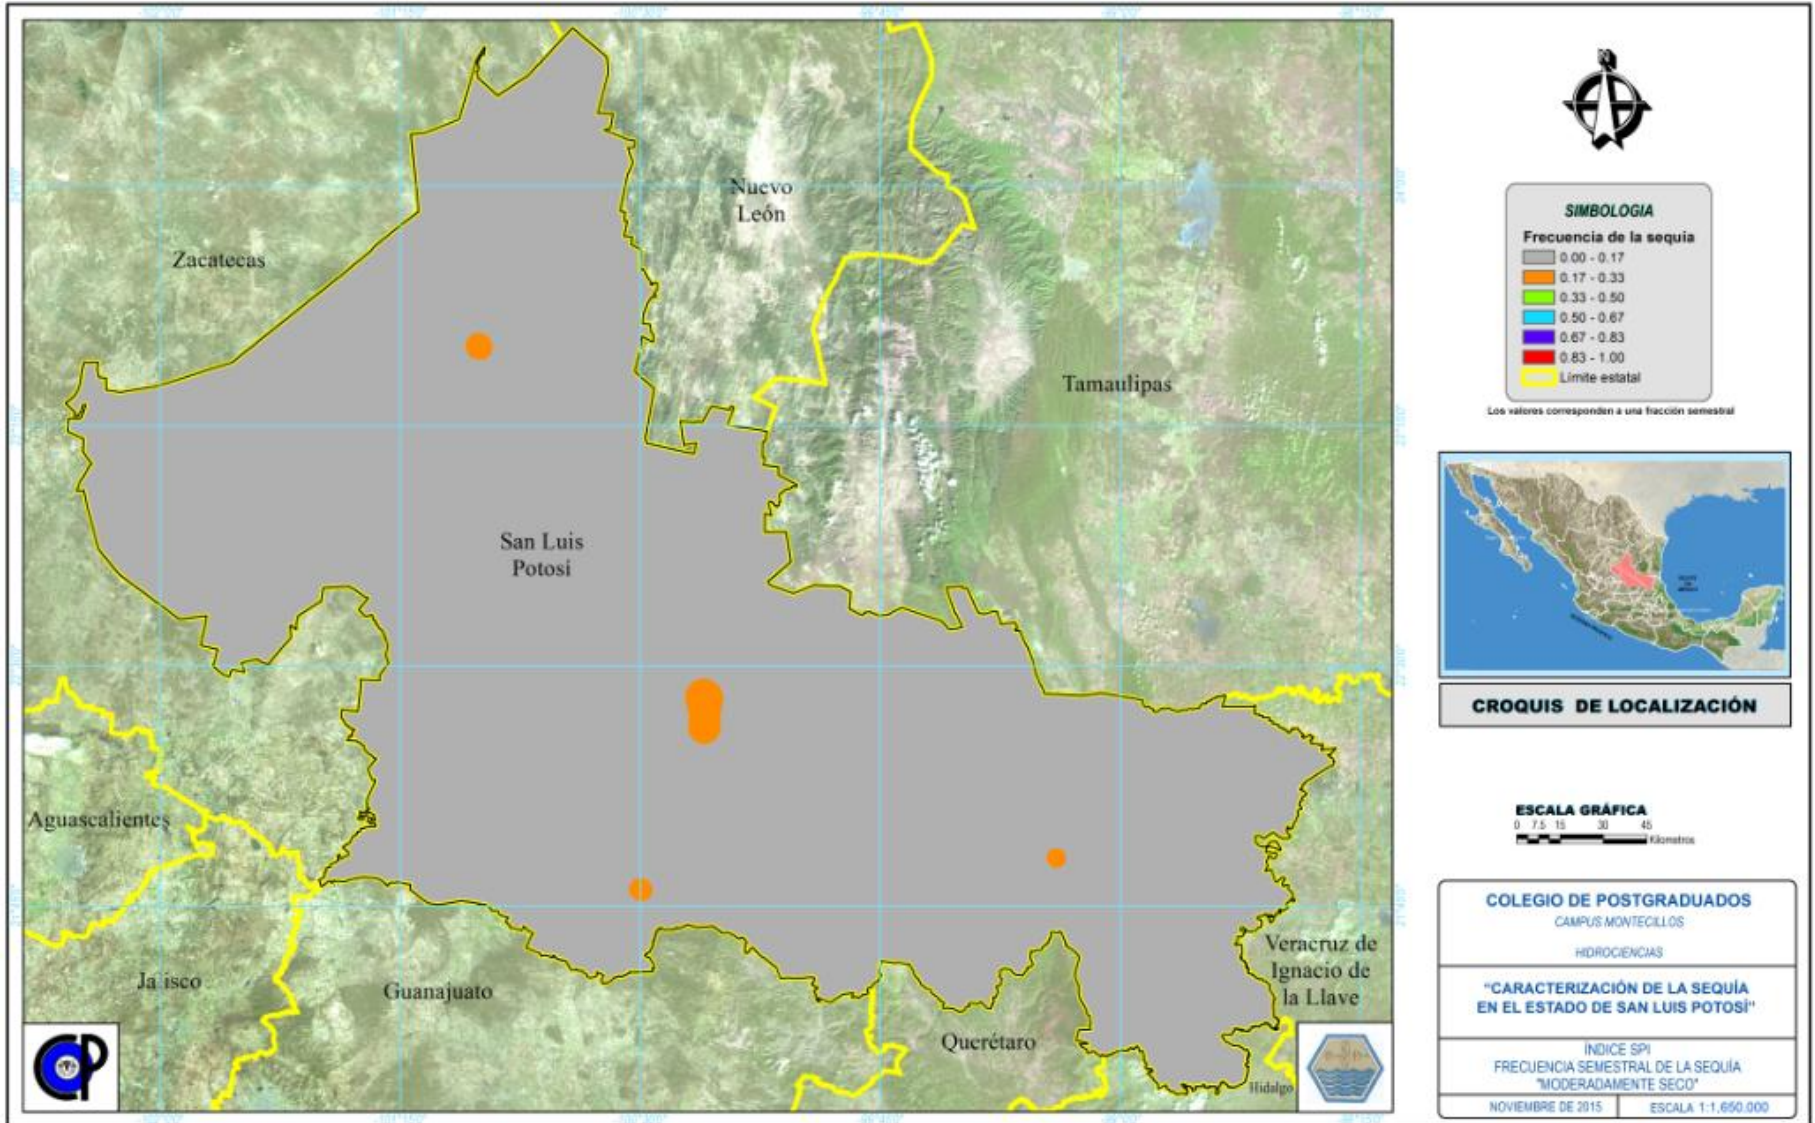 Nuevo
León
Zacatecas
Tamaulipas
San Luis
Potosí
Aguascalientes
Jalisco
Guanajuato
Querétaro
Hidalgo
Veracruz de
Ignacio de
la Llave
N
SIMBOLOGIA
Frecuencia de la sequía
0.00 - 0.17
0.17 - 0.33
0.33 - 0.50
0.50 - 0.67
0.67 - 0.83
0.83 - 1.00
Límite estatal
Los valores corresponden a una fracción semestral
CROQUIS DE LOCALIZACIÓN
ESCALA GRÁFICA
0 7.5 15 30 45
Kilometros
COLEGIO DE POSTGRADUADOS
CAMPUS MONTECILLOS
HIDROCIENCIAS
"CARACTERIZACIÓN DE LA SEQUÍA
EN EL ESTADO DE SAN LUIS POTOSÍ"
ÍNDICE SPI
FRECUENCIA SEMESTRAL DE LA SEQUÍA
"MODERADAMENTE SECO"
NOVIEMBRE DE 2015
ESCALA 1:1,650,000